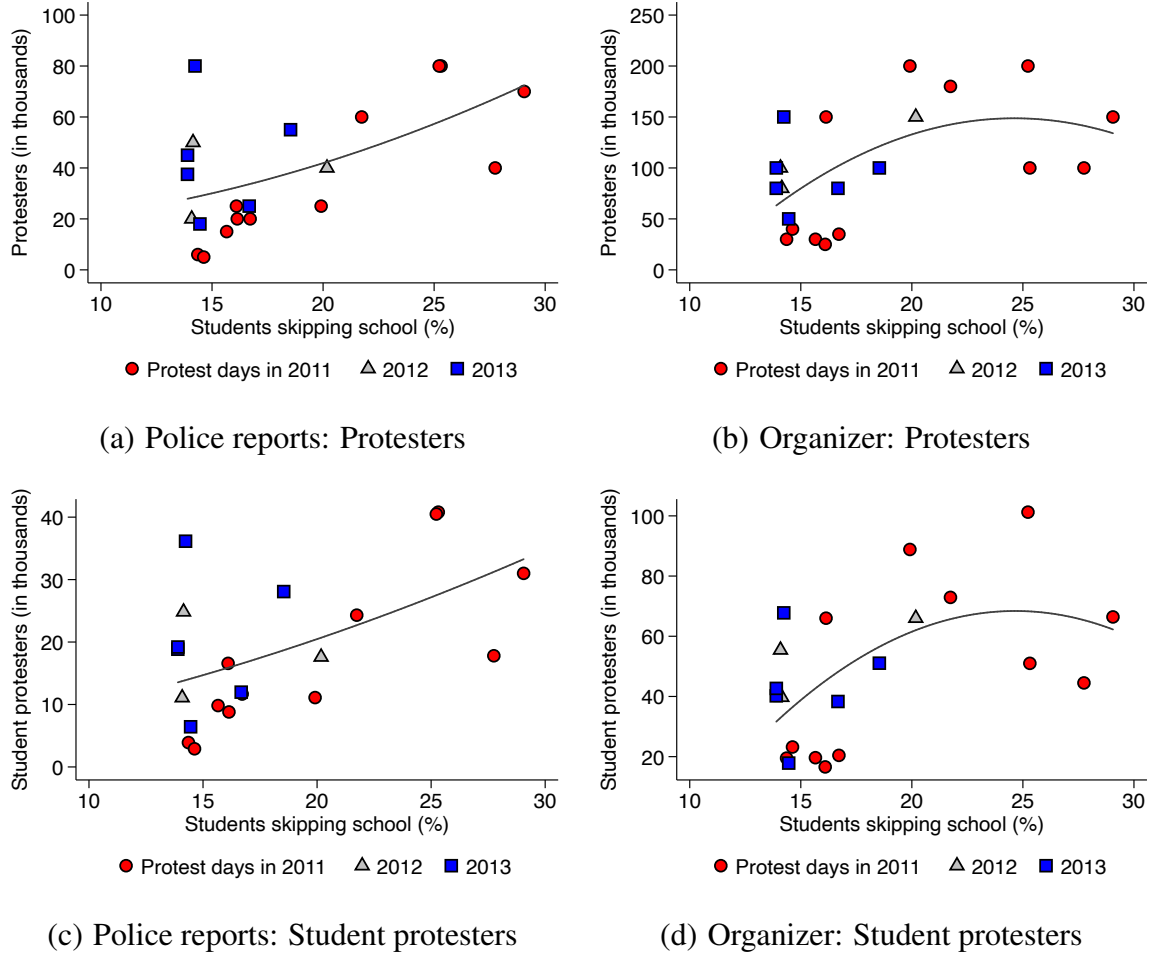 Protesters (in thousands)
100
80
60
40
20
0
10 15 20 25 30
Students skipping school (%)
Protest days in 2011 2012 2013
(a) Police reports: Protesters
Protesters (in thousands)
250
200
150
100
50
0
10 15 20 25 30
Students skipping school (%)
Protest days in 2011 2012 2013
(b) Organizer: Protesters
Student protesters (in thousands)
40
30
20
10
0
10 15 20 25 30
Students skipping school (%)
Protest days in 2011 2012 2013
(c) Police reports: Student protesters
Student protesters (in thousands)
100
80
60
40
20
10 15 20 25 30
Students skipping school (%)
Protest days in 2011 2012 2013
(d) Organizer: Student protesters